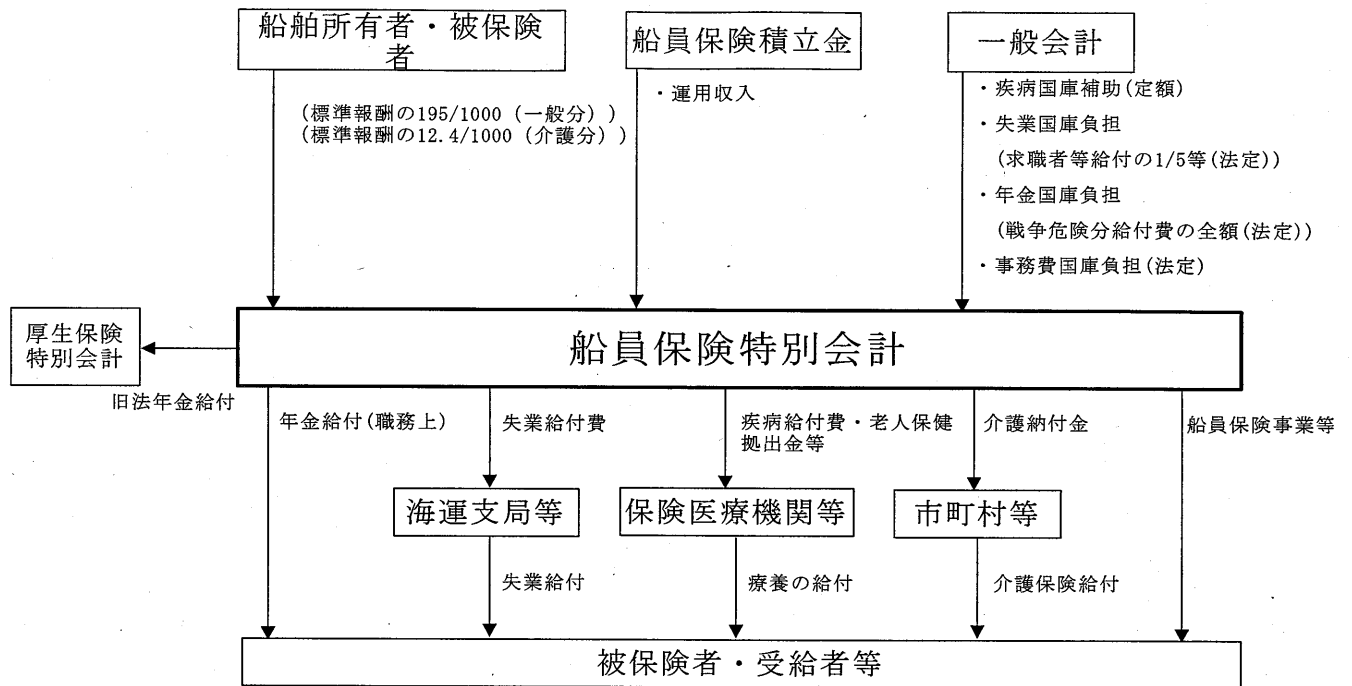 船舶所有者・被保険
者
船員保険積立金
一般会計
(標準報酬の195/1000 (一般分) )
(標準報酬の12.4/1000 (介護分) )
・運用収入
・疾病国庫補助(定額)
・失業国庫負担
(求職者等給付の1/5等(法定))
・年金国庫負担
(戦争危険分給付費の全額(法定))
・事務費国庫負担(法定)
厚生保険
特別会計
船員保険特別会計
旧法年金給付
年金給付(職務上)
失業給付費
疾病給付費・老人保健
拠出金等
介護納付金
船員保険事業等
海運支局等
保険医療機関等
市町村等
失業給付
療養の給付
介護保険給付
被保険者・受給者等